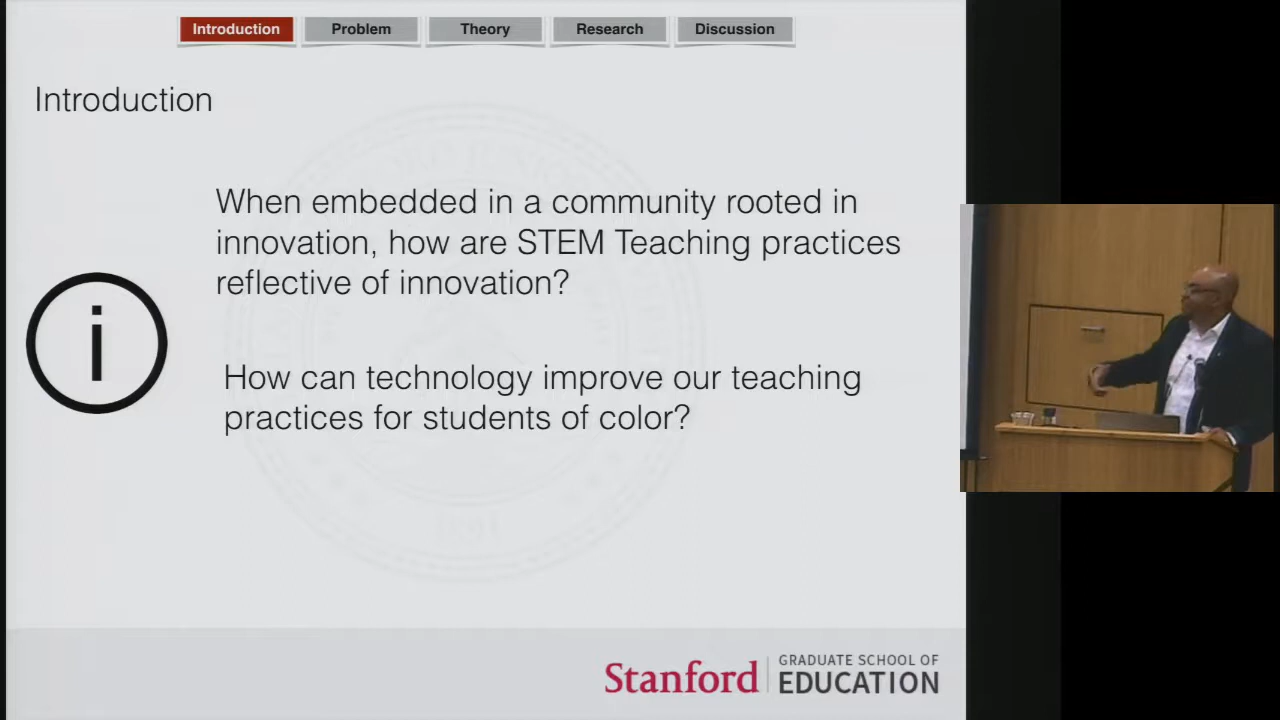 Introduction
Problem
Theory
Research
Discussion
Introduction
When embedded in a community rooted in
innovation, how are STEM Teaching practices
reflective of innovation?
i
How can technology improve our teaching
practices for students of color?
Stanford
GRADUATE SCHOOL OF
EDUCATION